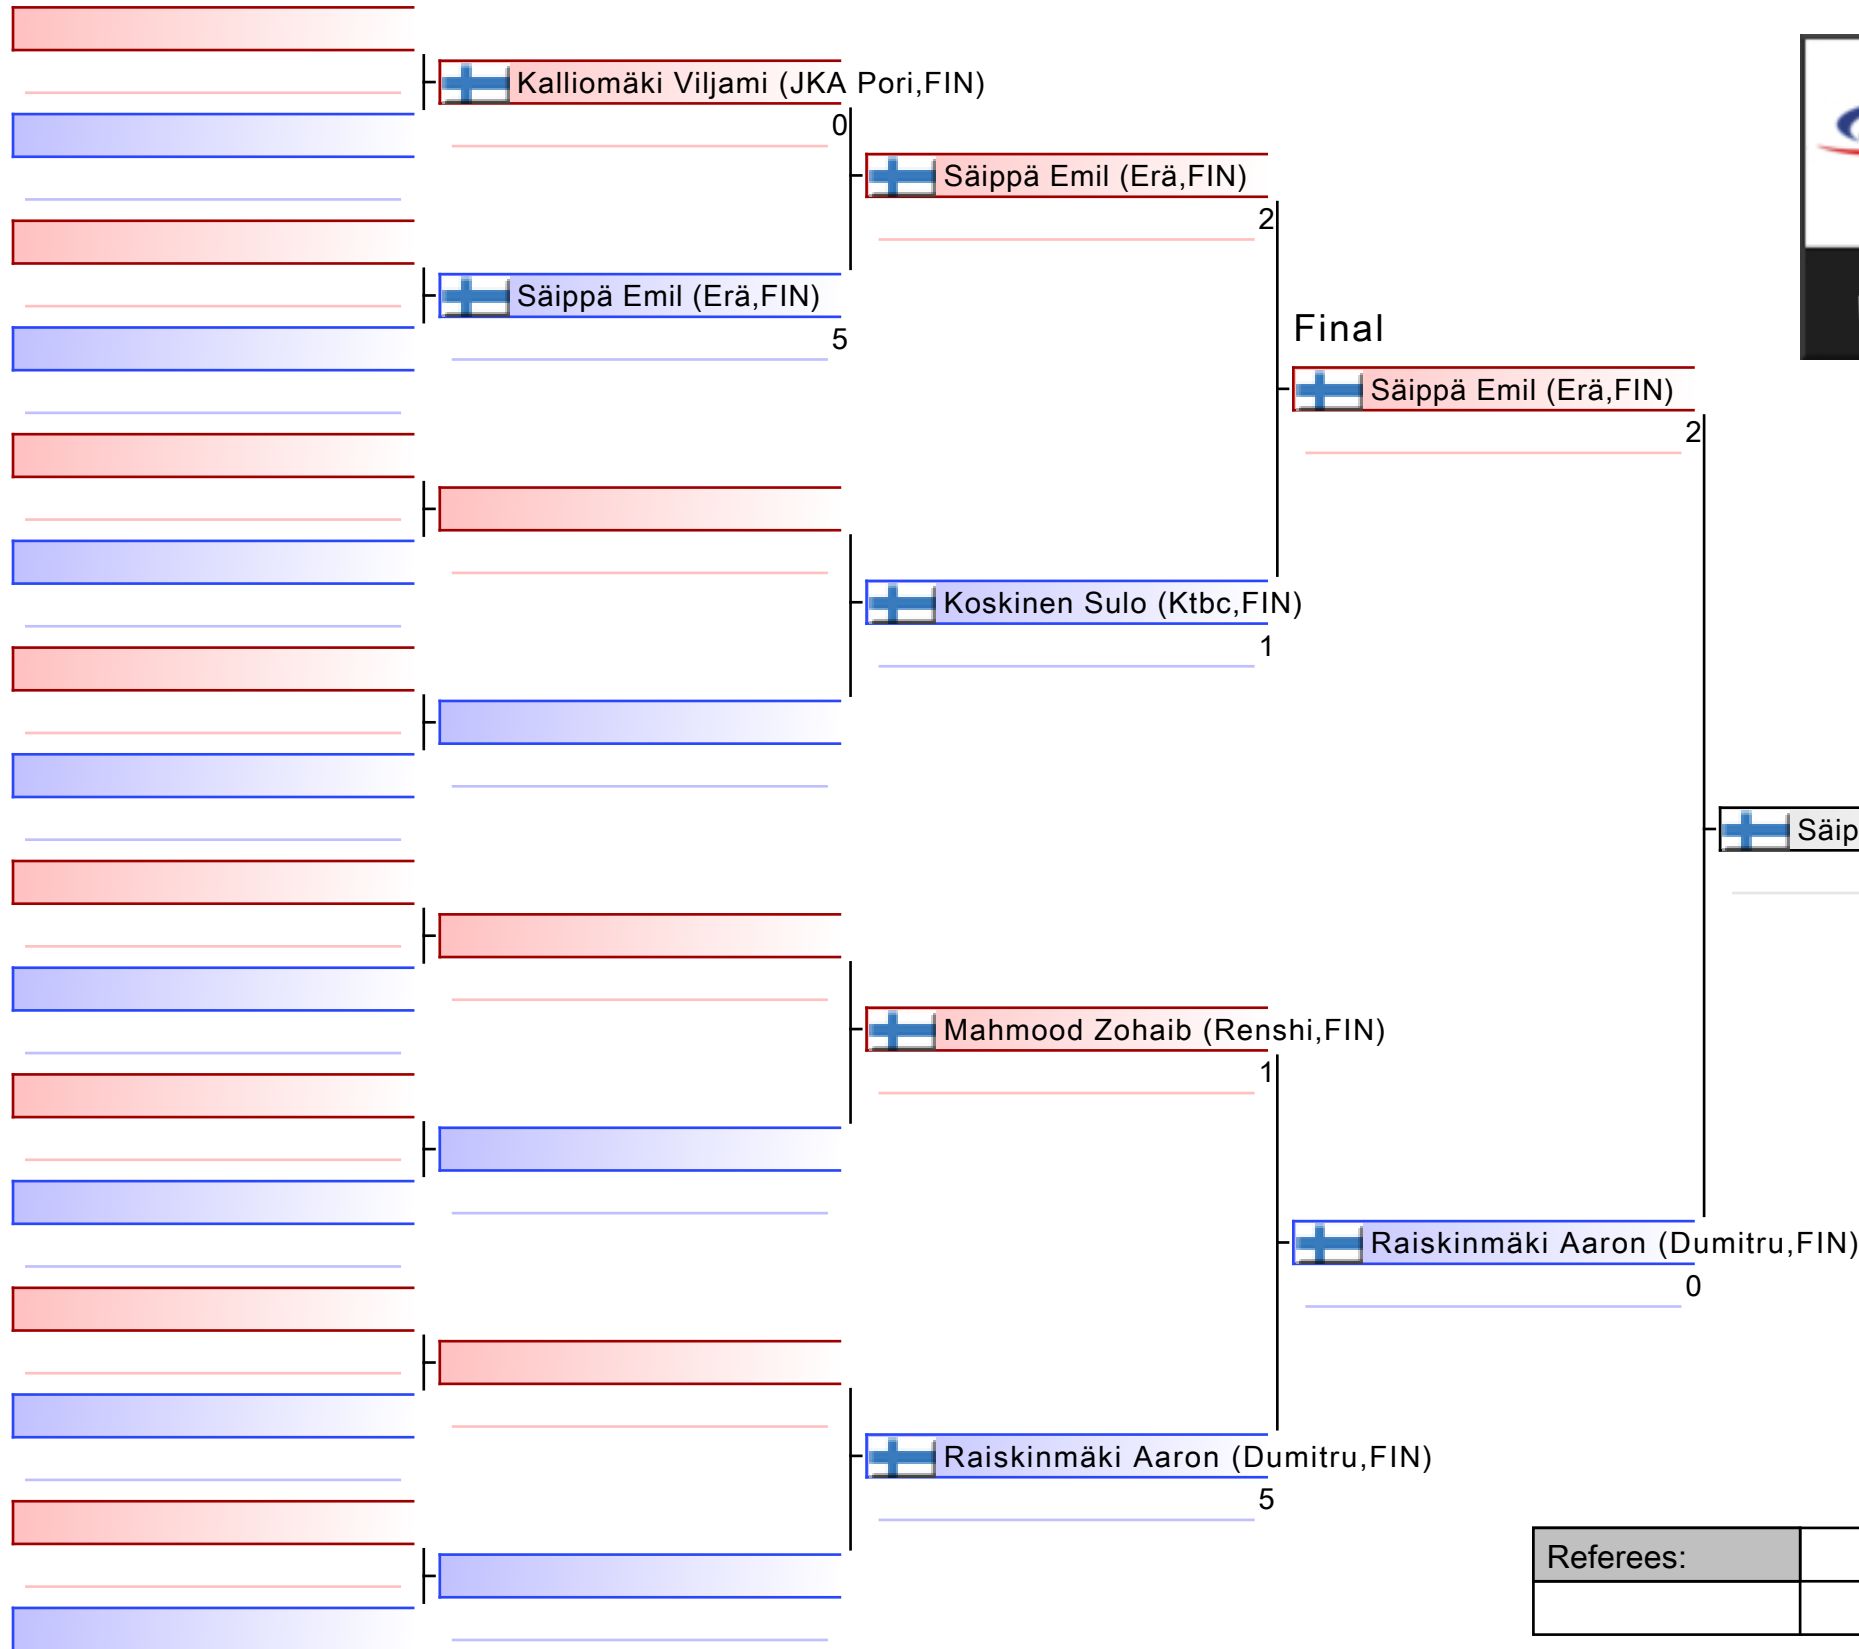 Kalliomäki Viljami (JKA Pori,FIN)
0
Säippä Emil (Erä,FIN)
2
Säippä Emil (Erä,FIN)
5
Final
Säippä Emil (Erä,FIN)
2
Koskinen Sulo (Ktbc,FIN)
1
Säip
Mahmood Zohaib (Renshi,FIN)
1
Raiskinmäki Aaron (Dumitru,FIN)
0
Raiskinmäki Aaron (Dumitru,FIN)
5
Referees: